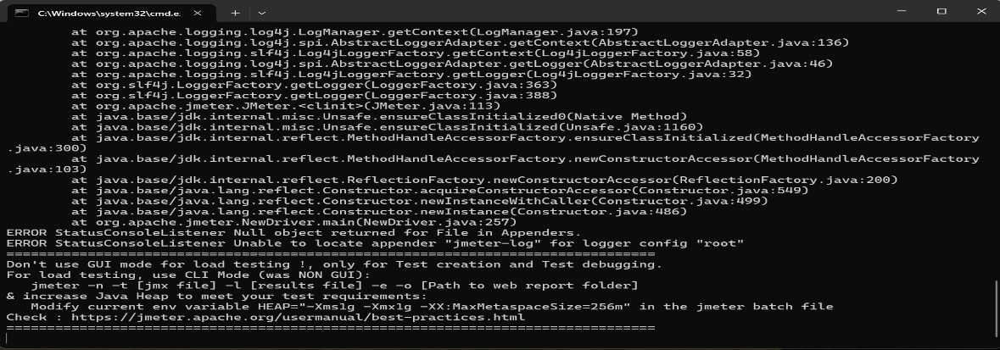 C:\Windows\system32\cmd.e:
at org.apache.logging.log4j.LogManager.getContext(LogManager.java:197)
at org.apache.logging.log4j.spi.AbstractLoggerAdapter.getContext(AbstractLoggerAdapter.java:136)
at org.apache.logging.slf4j.Log4jLoggerFactory.getContext(Log4jLoggerFactory.java:58)
at org.apache.logging.log4j.spi.AbstractLoggerAdapter.getLogger(AbstractLoggerAdapter.java:46)
at org.apache.logging.slf4j.Log4jLoggerFactory.getLogger(Log4jLoggerFactory.java:32)
at org.slf4j.LoggerFactory.getLogger(LoggerFactory.java:363)
at org.slf4j.LoggerFactory.getLogger(LoggerFactory.java:388)
at org.apache.jmeter.JMeter.<clinit>(JMeter.java:113)
at java.base/jdk.internal.misc.Unsafe.ensureClassInitialized0(Native Method)
at java.base/jdk.internal.misc.Unsafe.ensureClassInitialized(Unsafe.java:1160)
at java.base/jdk.internal.reflect.MethodHandleAccessorFactory.ensureClassInitialized(MethodHandleAccessorFactory
.java:300)
at java.base/jdk.internal.reflect.MethodHandleAccessorFactory.newConstructorAccessor(MethodHandleAccessorFactory
.java:103)
at java.base/jdk.internal.reflect.ReflectionFactory.newConstructorAccessor(ReflectionFactory.java:200)
at java.base/java.lang.reflect.Constructor.acquireConstructorAccessor(Constructor.java:549)
at java.base/java.lang.reflect.Constructor.newInstanceWithCaller(Constructor.java:499)
at java.base/java.lang.reflect.Constructor.newInstance(Constructor.java:486)
at org.apache.jmeter.NewDriver.main(NewDriver.java:257)
ERROR StatusConsoleListener Null object returned for File in Appenders.
ERROR StatusConsoleListener Unable to locate appender "jmeter-log" for logger config "root"
================================================================================
Don't use GUI mode for load testing !, only for Test creation and Test debugging.
For load testing, use CLI Mode (was NON GUI):
jmeter -n -t [jmx file] -l [results file] -e -o [Path to web report folder]
& increase Java Heap to meet your test requirements:
Modify current env variable HEAP="-Xms1g -Xmx1g -XX:MaxMetaspaceSize=256m" in the jmeter batch file
Check : https://jmeter.apache.org/usermanual/best-practices.html
================================================================================